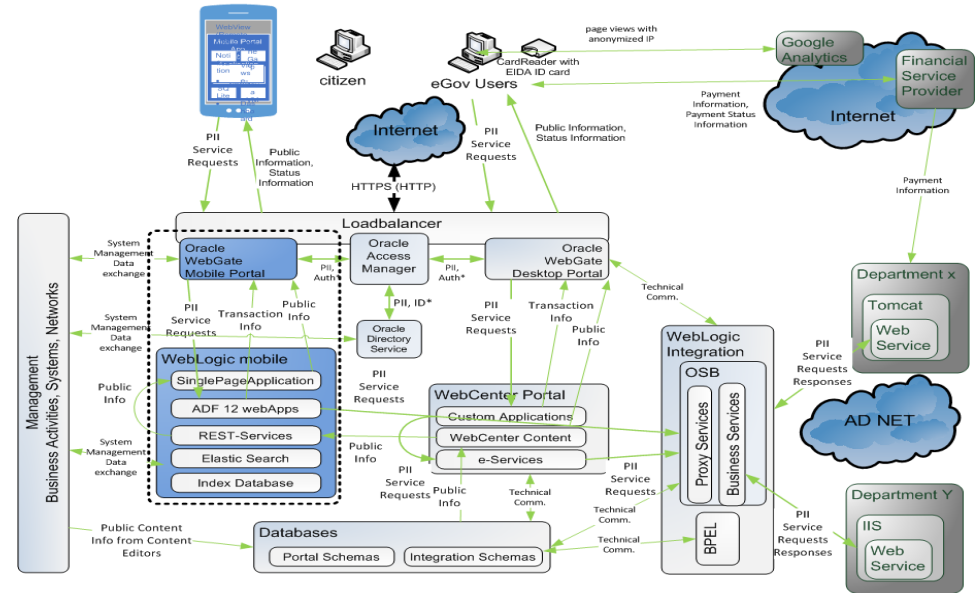 WebView
Mobile Portal
App
citizen
CardReader with
EIDA ID card
eGov Users
page views with
anonymized IP
Google
Analytics
Financial
Service
Provider
Internet
Payment
Information,
Payment Status
Information
Payment
Information
PII
Service
Requests
Public
Information,
Status
Information
Internet
HTTPS (HTTP)
PII
Service
Requests
Public Information,
Status Information
Loadbalancer
Oracle
WebGate
Mobile Portal
Oracle
Access
Manager
Oracle
WebGate
Desktop Portal
System
Management
Data
exchange
PII,
Auth*
PII,
Auth*
PII, ID*
Oracle
Directory
Service
System
Management
Data
exchange
PII
Service
Requests
Transaction
Info
Public
Info
PII
Service
Requests
Transaction
Info
Public
Info
Technical
Comm.
Management
Business Activities, Systems, Networks
WebLogic mobile
SinglePageApplication
ADF 12 webApps
REST-Services
Elastic Search
Index Database
Public
Info
System
Management
Data
exchange
PII
Service
Requests
Public
Info
WebCenter Portal
Custom Applications
WebCenter Content
e-Services
PII
Service
Requests
Public
Info
Technical
Comm.
PII
Service
Requests
Technical
Comm.
Technical
Comm.
WebLogic
Integration
OSB
Proxy Services
Business Services
BPEL
PII
Service
Requests
Responses
Department x
Tomcat
Web
Service
AD NET
PII
Service
Requests
Responses
Department Y
IIS
Web
Service
Public Content
Info from Content
Editors
Databases
Portal Schemas
Integration Schemas